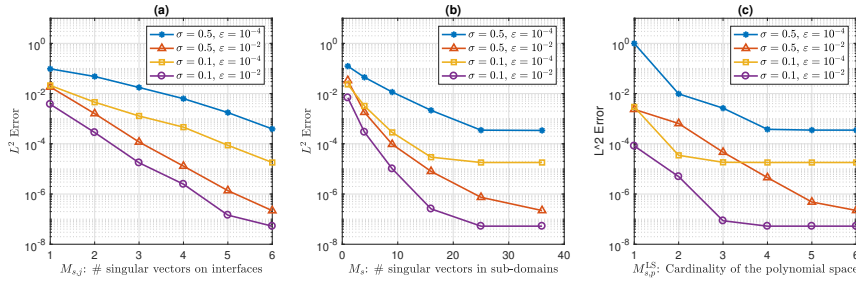 (a)
10^0
10^-2
10^-4
10^-6
10^-8
L^2 Error
σ = 0.5, ε = 10^-4
σ = 0.5, ε = 10^-2
σ = 0.1, ε = 10^-4
σ = 0.1, ε = 10^-2
1 2 3 4 5 6
M_{s,j}: # singular vectors on interfaces
(b)
10^0
10^-2
10^-4
10^-6
10^-8
L^2 Error
σ = 0.5, ε = 10^-4
σ = 0.5, ε = 10^-2
σ = 0.1, ε = 10^-4
σ = 0.1, ε = 10^-2
0 10 20 30 40
M_s: # singular vectors in sub-domains
(c)
10^0
10^-2
10^-4
10^-6
10^-8
L^2 Error
σ = 0.5, ε = 10^-4
σ = 0.5, ε = 10^-2
σ = 0.1, ε = 10^-4
σ = 0.1, ε = 10^-2
1 2 3 4 5 6
M_{s,p}^{LS}: Cardinality of the polynomial space